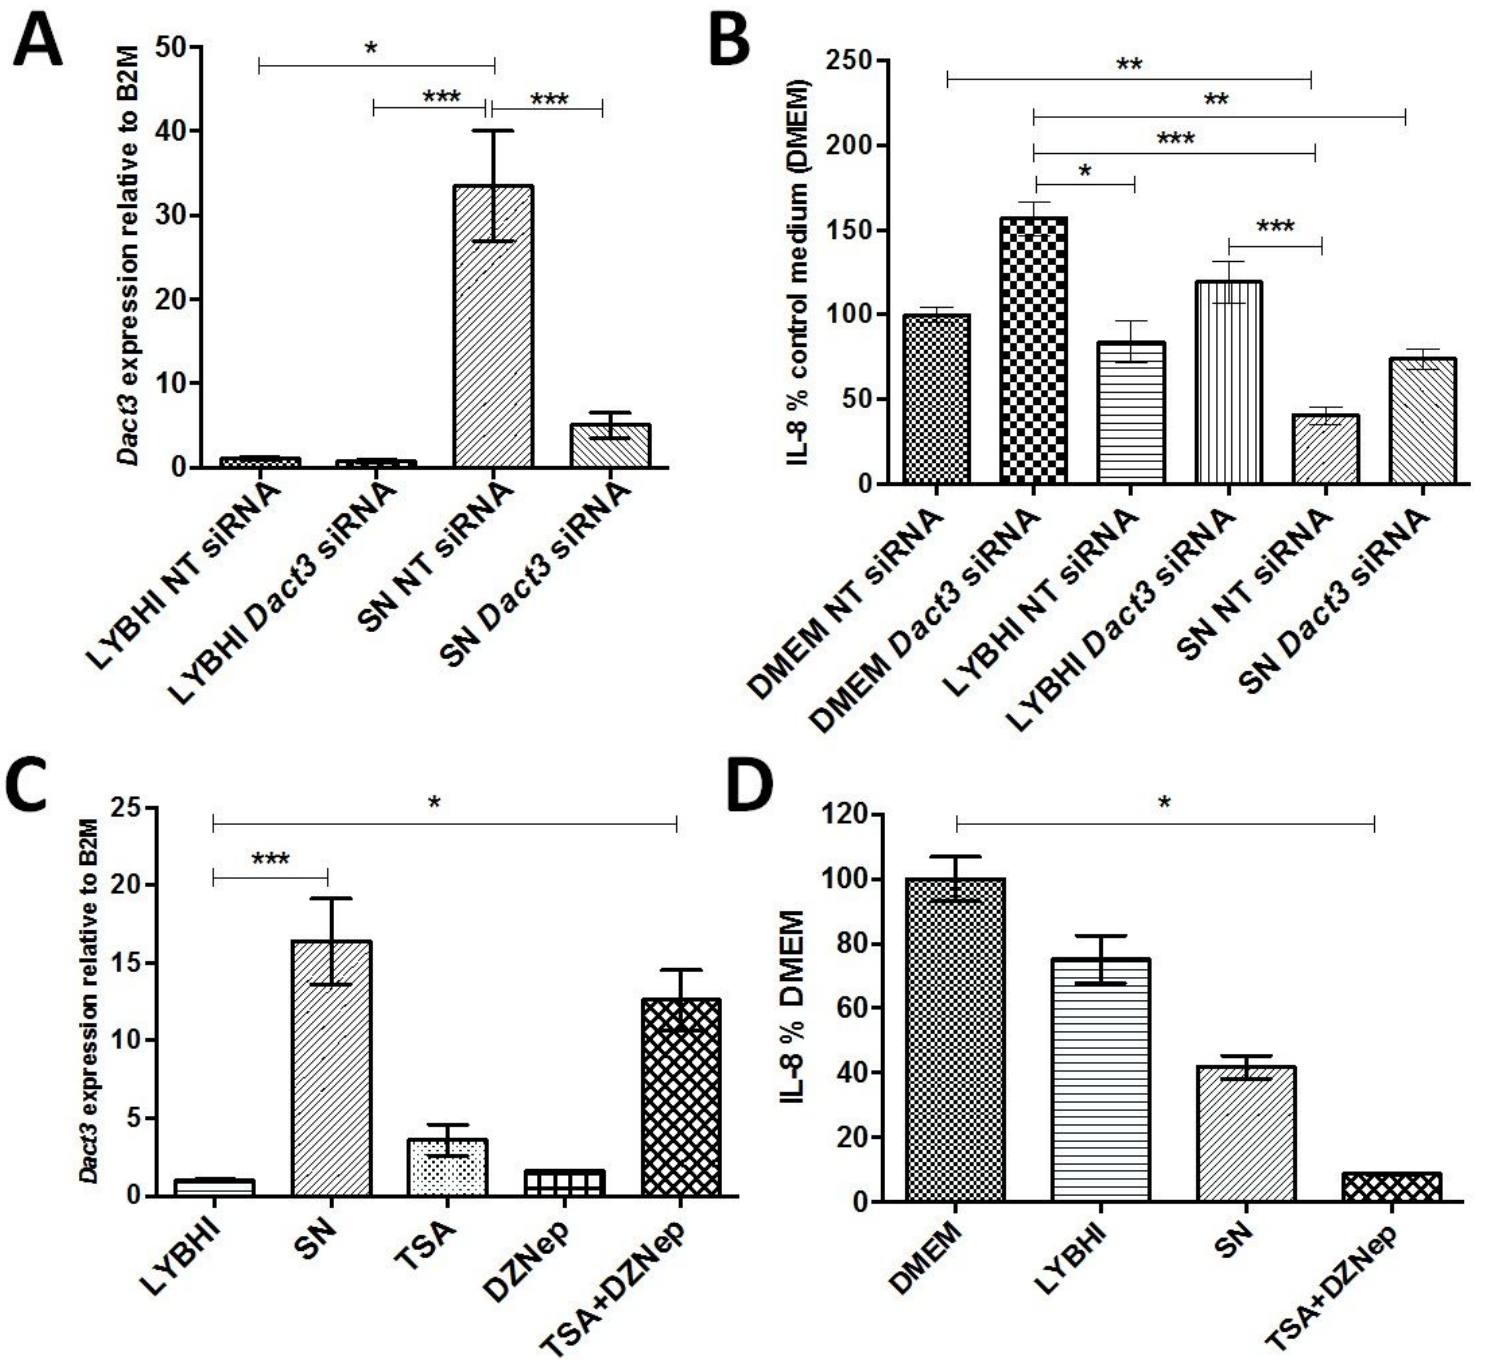 A
Dact3 expression relative to B2M
50
40
30
20
10
0
*
***
***
LYBHI NT siRNA
LYBHI Dact3 siRNA
SN NT siRNA
SN Dact3 siRNA
B
IL-8 % control medium (DMEM)
250
200
150
100
50
0
**
**
***
*
***
DMEM NT siRNA
DMEM Dact3 siRNA
LYBHI NT siRNA
LYBHI Dact3 siRNA
SN NT siRNA
SN Dact3 siRNA
C
Dact3 expression relative to B2M
25
20
15
10
5
0
*
***
LYBHI
SN
TSA
DZNep
TSA+DZNep
D
IL-8 % DMEM
120
100
80
60
40
20
0
*
DMEM
LYBHI
SN
TSA+DZNep